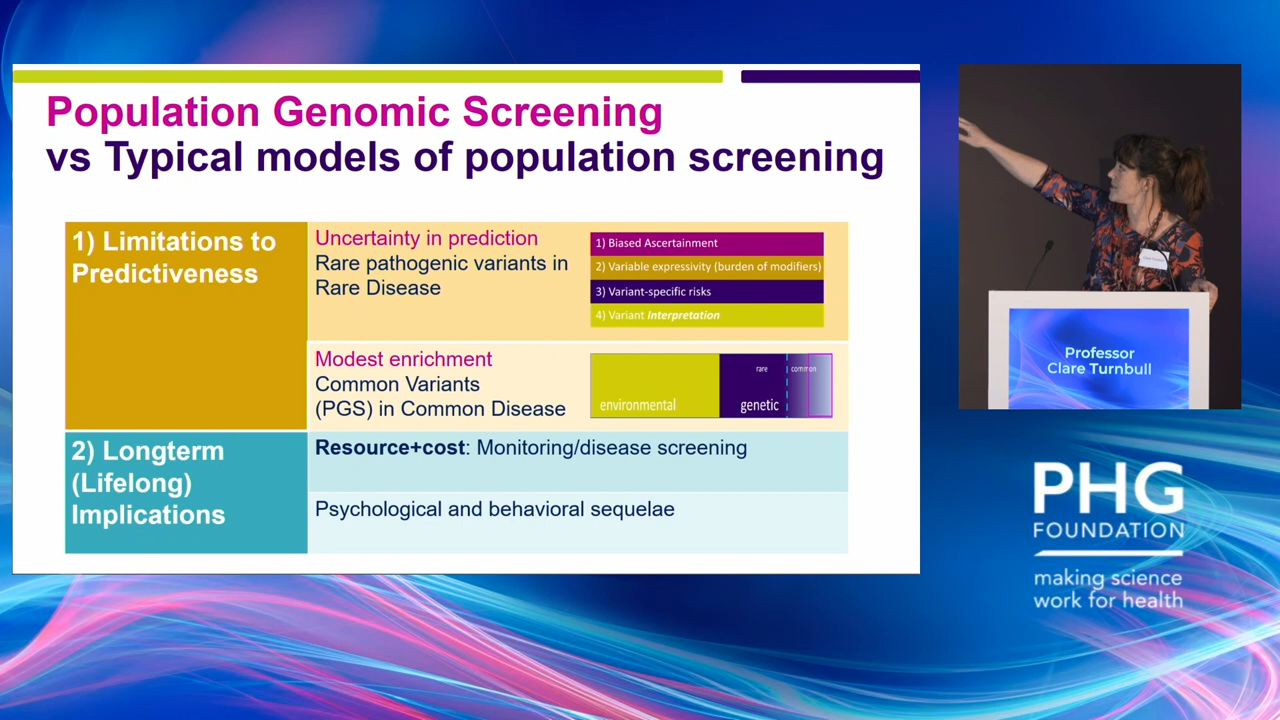 Population Genomic Screening
vs Typical models of population screening
1) Limitations to
Predictiveness
Uncertainty in prediction
Rare pathogenic variants in
Rare Disease
1) Biased Ascertainment
2) Variable expressivity (burden of modifiers)
3) Variant-specific risks
4) Variant Interpretation
Modest enrichment
Common Variants
(PGS) in Common Disease
environmental
rare
common
genetic
2) Longterm
(Lifelong)
Implications
Resource+cost: Monitoring/disease screening
Psychological and behavioral sequelae
Professor
Clare Turnbull
PHG
FOUNDATION
making science
work for health